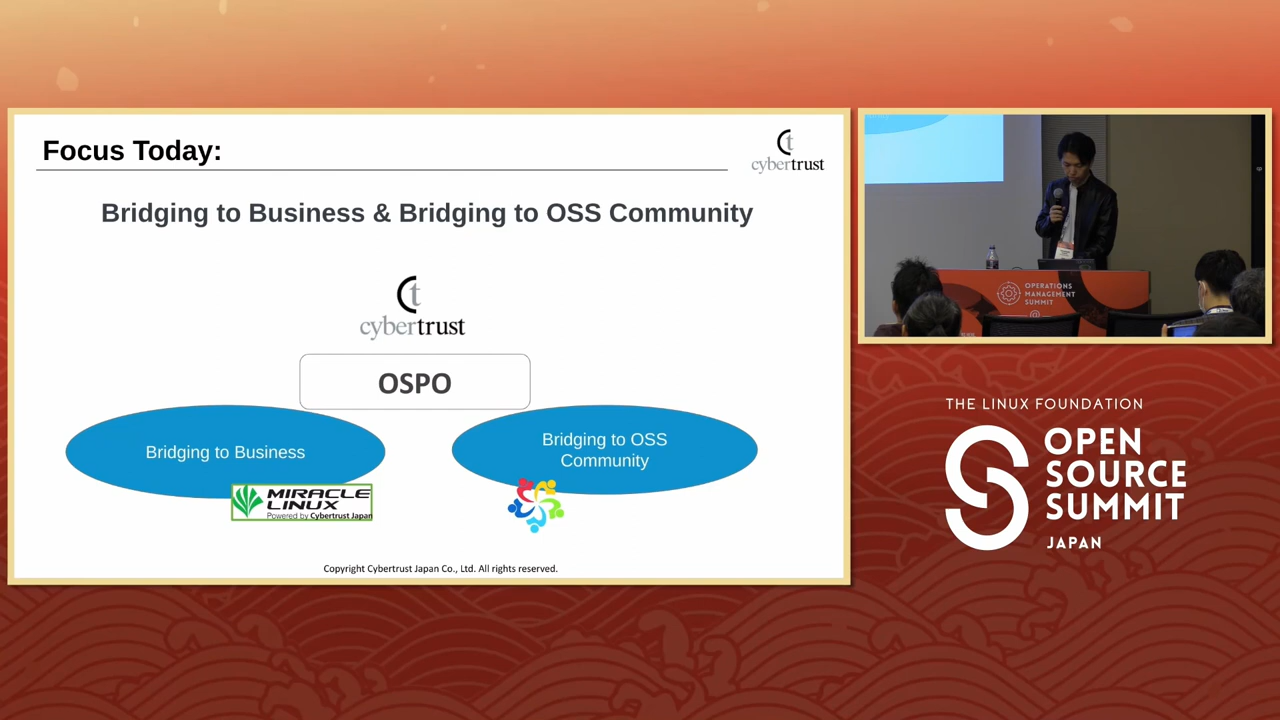 Focus Today:
cybertrust
Bridging to Business & Bridging to OSS Community
cybertrust
OSPO
Bridging to Business
Bridging to OSS
Community
MIRACLE
LINUX
Powered by Cybertrust Japan
Copyright Cybertrust Japan Co., Ltd. All rights reserved.
OPERATIONS
MANAGEMENT
SUMMIT
THE LINUX FOUNDATION
OPEN
SOURCE
SUMMIT
JAPAN